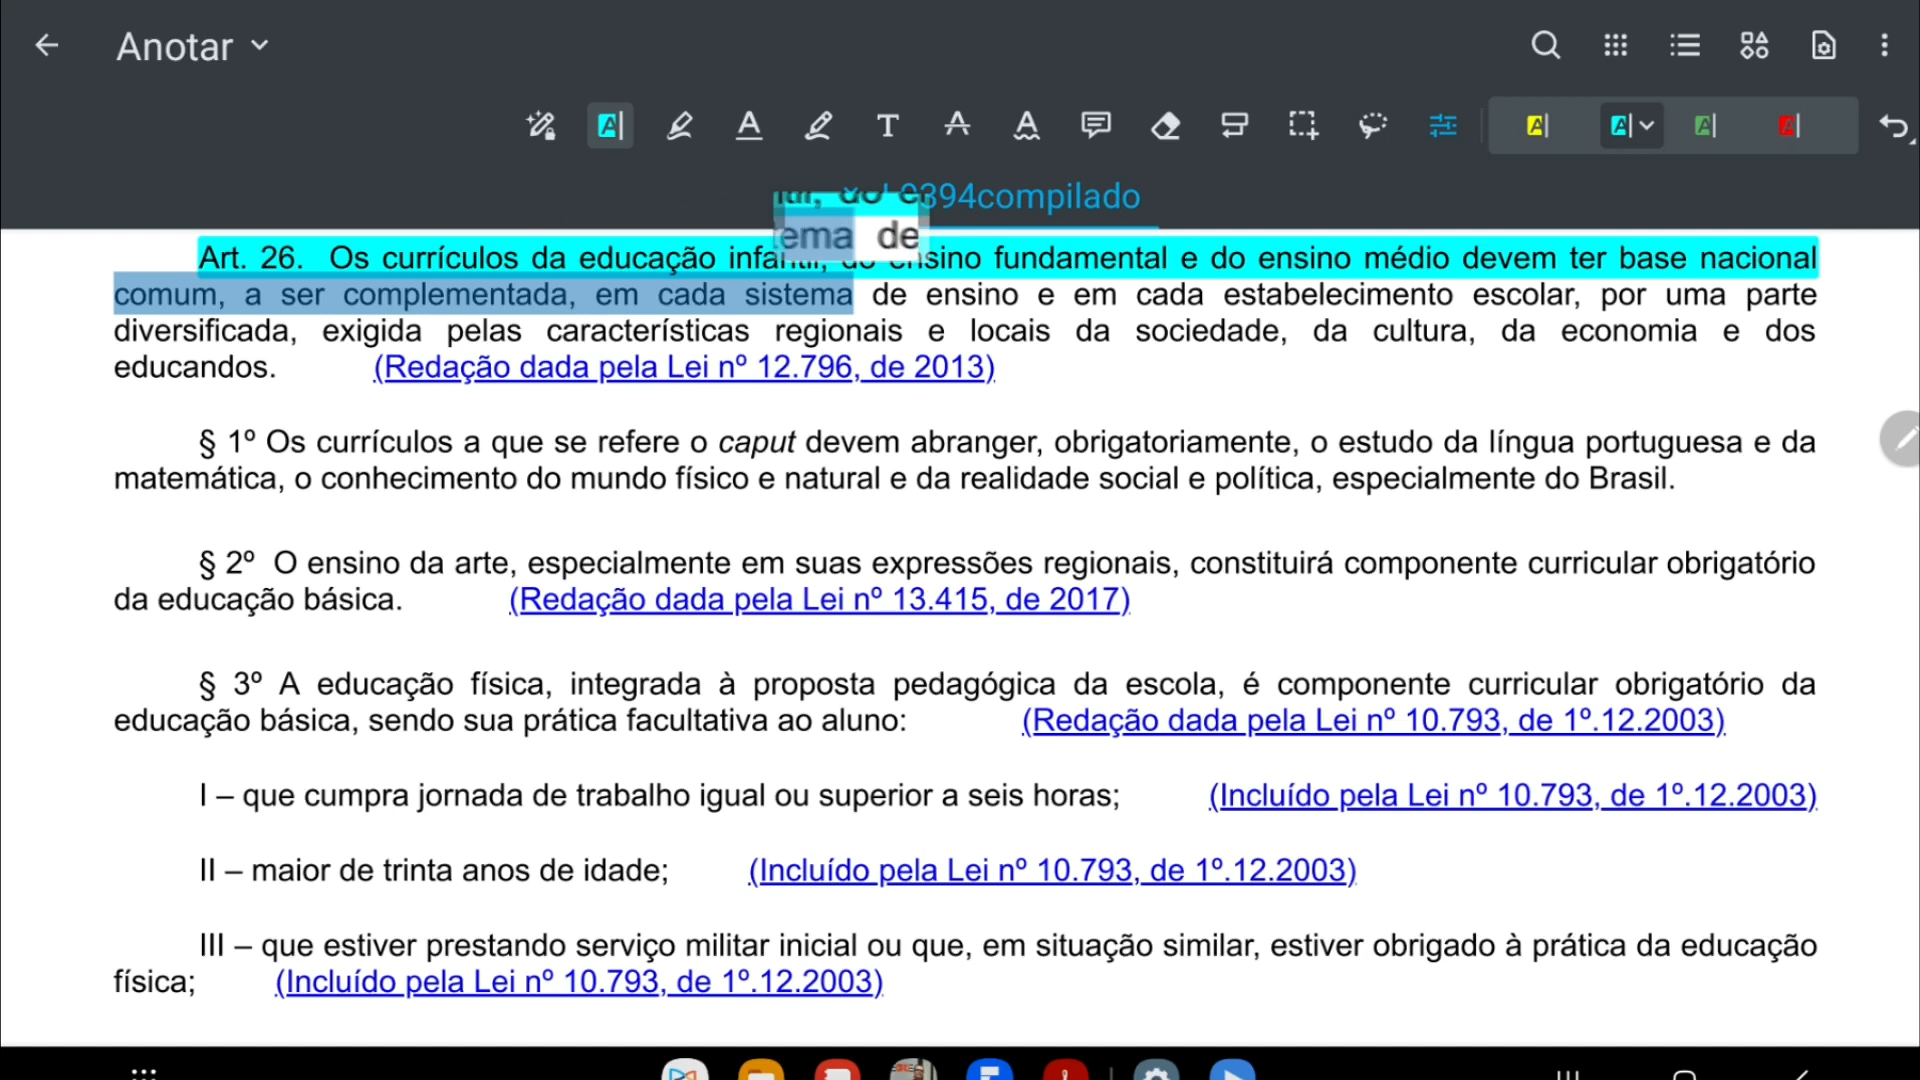 Anotar
T
9394compilado
ema de
Art. 26. Os currículos da educação infantil, do ensino fundamental e do ensino médio devem ter base nacional
comum, a ser complementada, em cada sistema de ensino e em cada estabelecimento escolar, por uma parte
diversificada, exigida pelas características regionais e locais da sociedade, da cultura, da economia e dos
educandos. (Redação dada pela Lei nº 12.796, de 2013)
§ 1º Os currículos a que se refere o caput devem abranger, obrigatoriamente, o estudo da língua portuguesa e da
matemática, o conhecimento do mundo físico e natural e da realidade social e política, especialmente do Brasil.
§ 2º O ensino da arte, especialmente em suas expressões regionais, constituirá componente curricular obrigatório
da educação básica. (Redação dada pela Lei nº 13.415, de 2017)
§ 3º A educação física, integrada à proposta pedagógica da escola, é componente curricular obrigatório da
educação básica, sendo sua prática facultativa ao aluno: (Redação dada pela Lei nº 10.793, de 1º.12.2003)
I – que cumpra jornada de trabalho igual ou superior a seis horas; (Incluído pela Lei nº 10.793, de 1º.12.2003)
II – maior de trinta anos de idade; (Incluído pela Lei nº 10.793, de 1º.12.2003)
III – que estiver prestando serviço militar inicial ou que, em situação similar, estiver obrigado à prática da educação
física; (Incluído pela Lei nº 10.793, de 1º.12.2003)